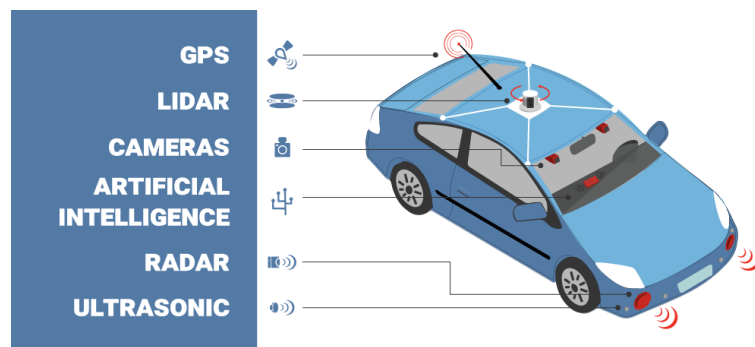 GPS
LIDAR
CAMERAS
ARTIFICIAL
INTELLIGENCE
RADAR
ULTRASONIC